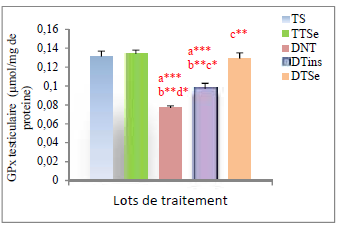 0,16
0,14
0,12
0,1
0,08
0,06
0,04
0,02
0
GPx testiculaire (µmol/mg de
proteine)
a***
b**d*
a***
b**c*
c**
TS
TTSe
DNT
DTins
DTSe
Lots de traitement